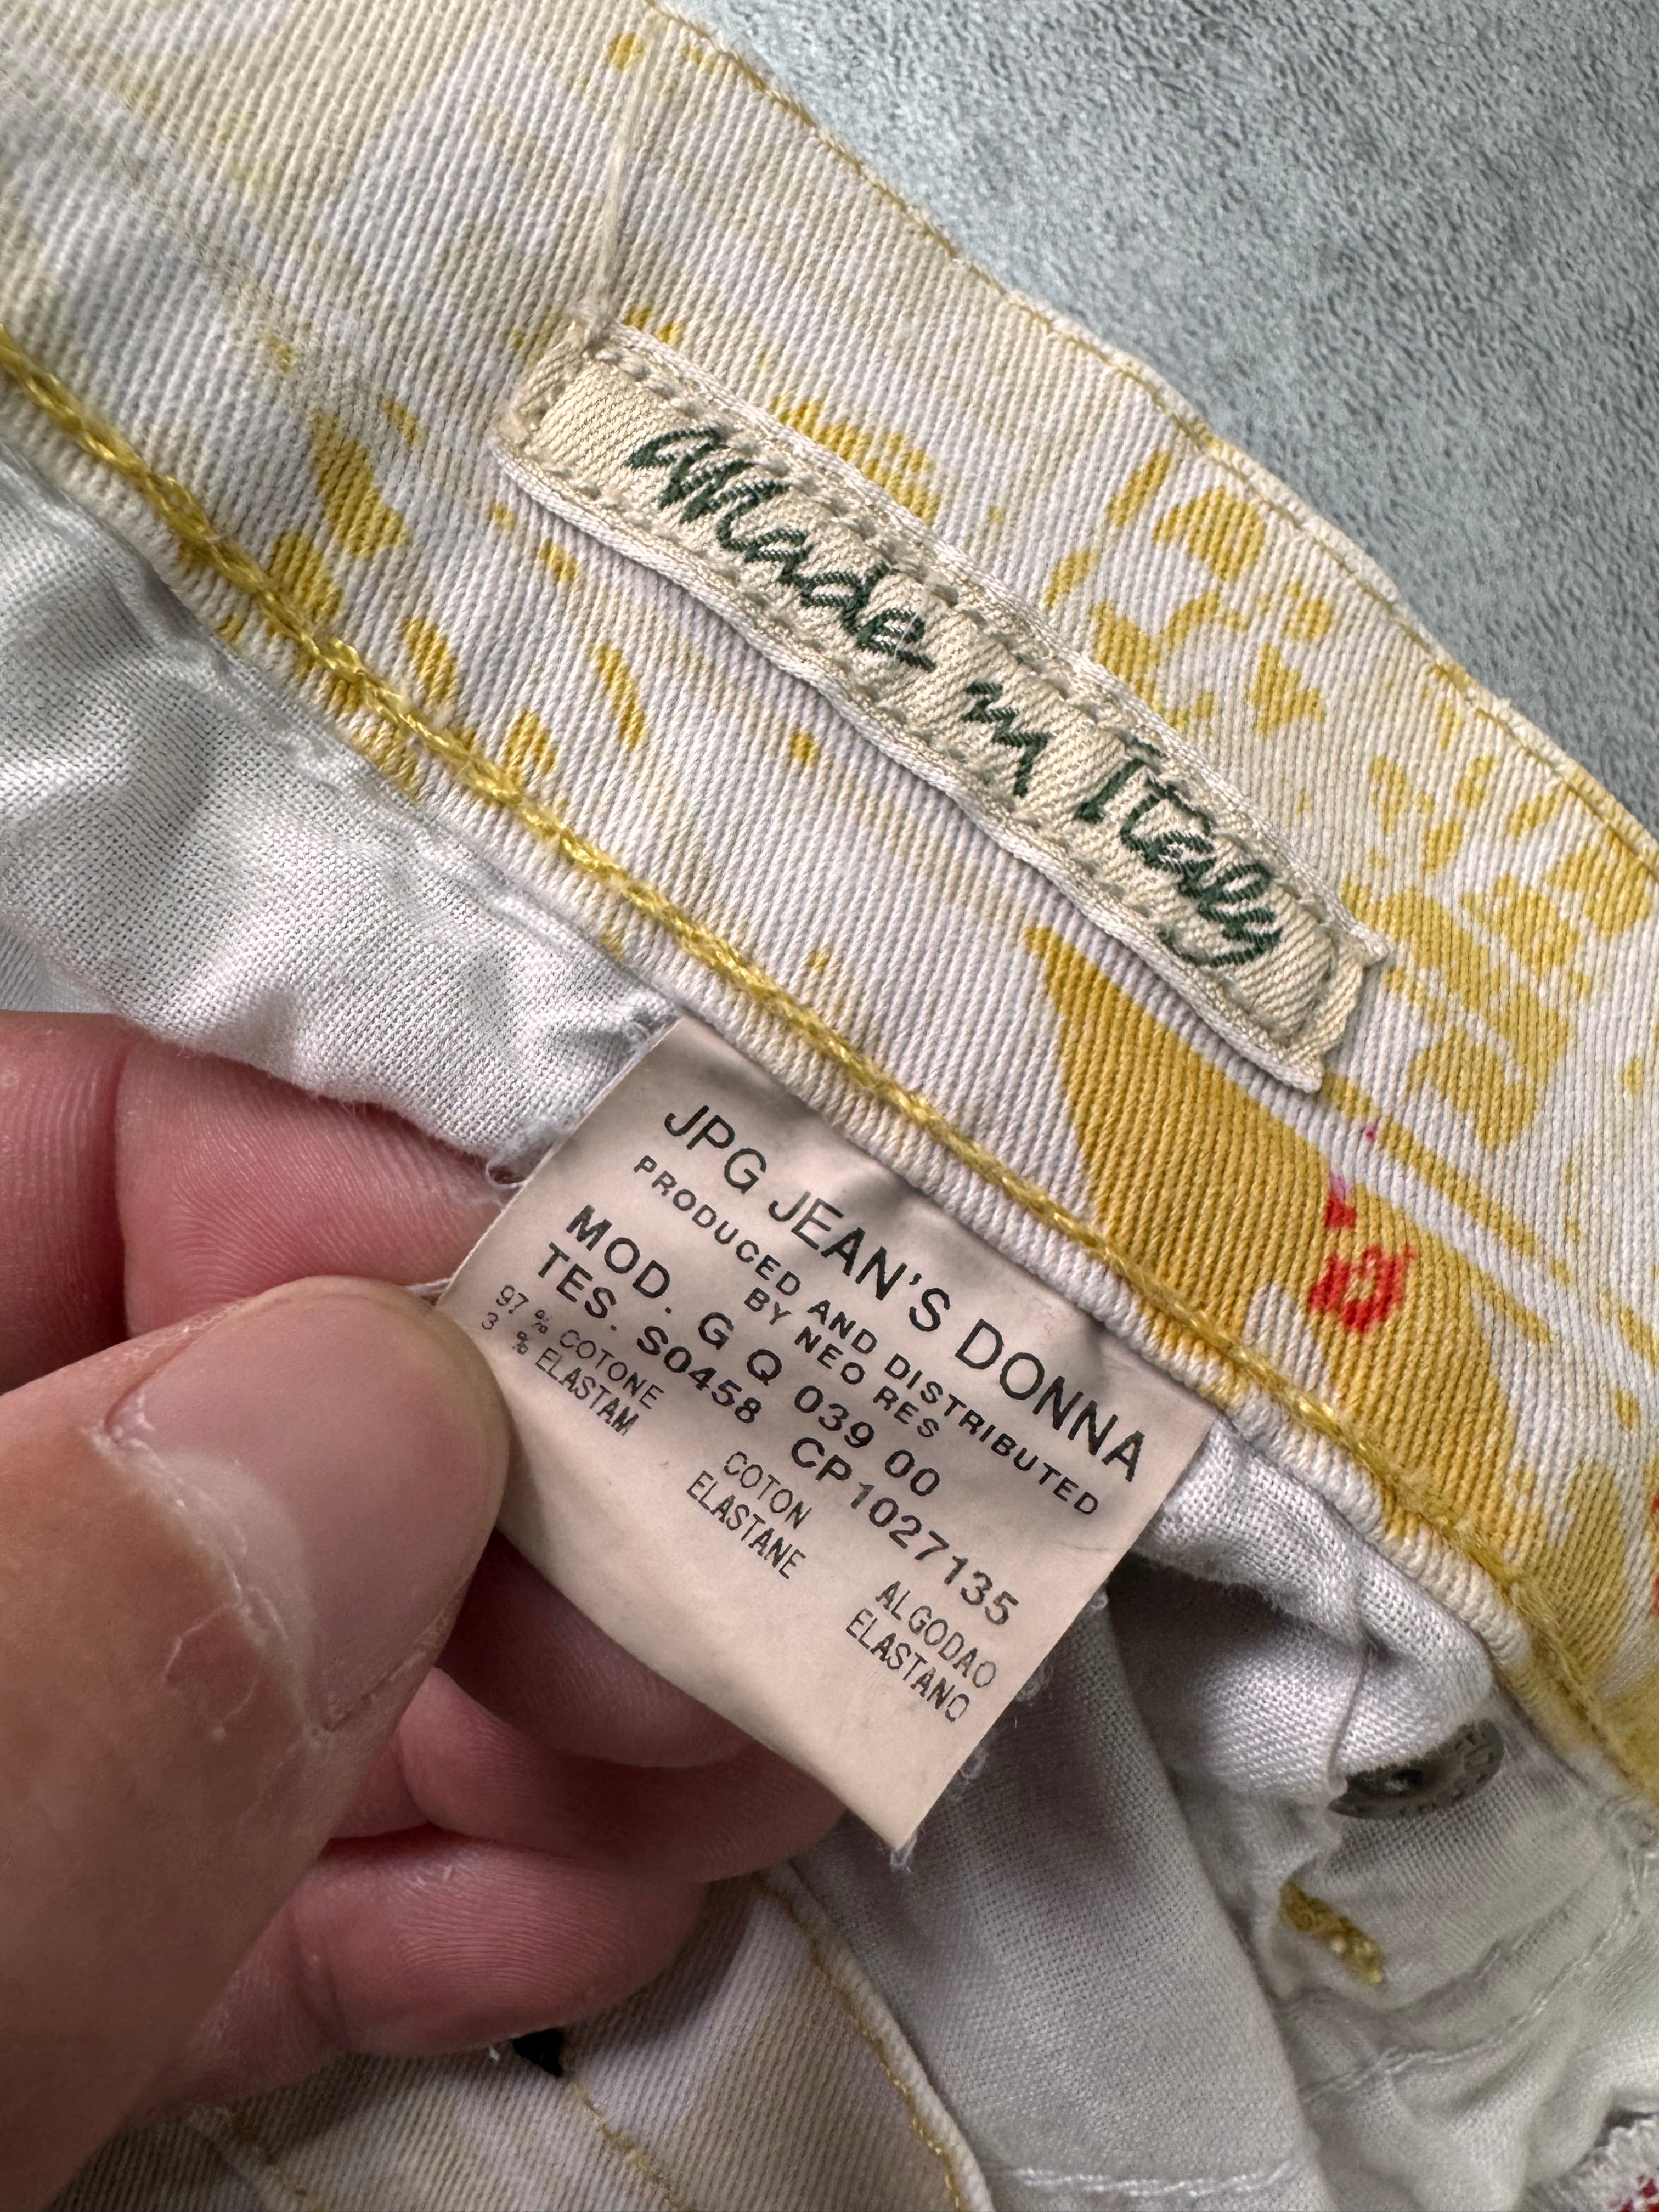 Made in Italy
JPG JEAN'S DONNA
PRODUCED AND DISTRIBUTED
BY NEO RES
MOD. G Q 039 00
TES. S0458 CP1027135
97 % COTONE COTON ALGODAO
3 % ELASTAM ELASTANE ELASTANO